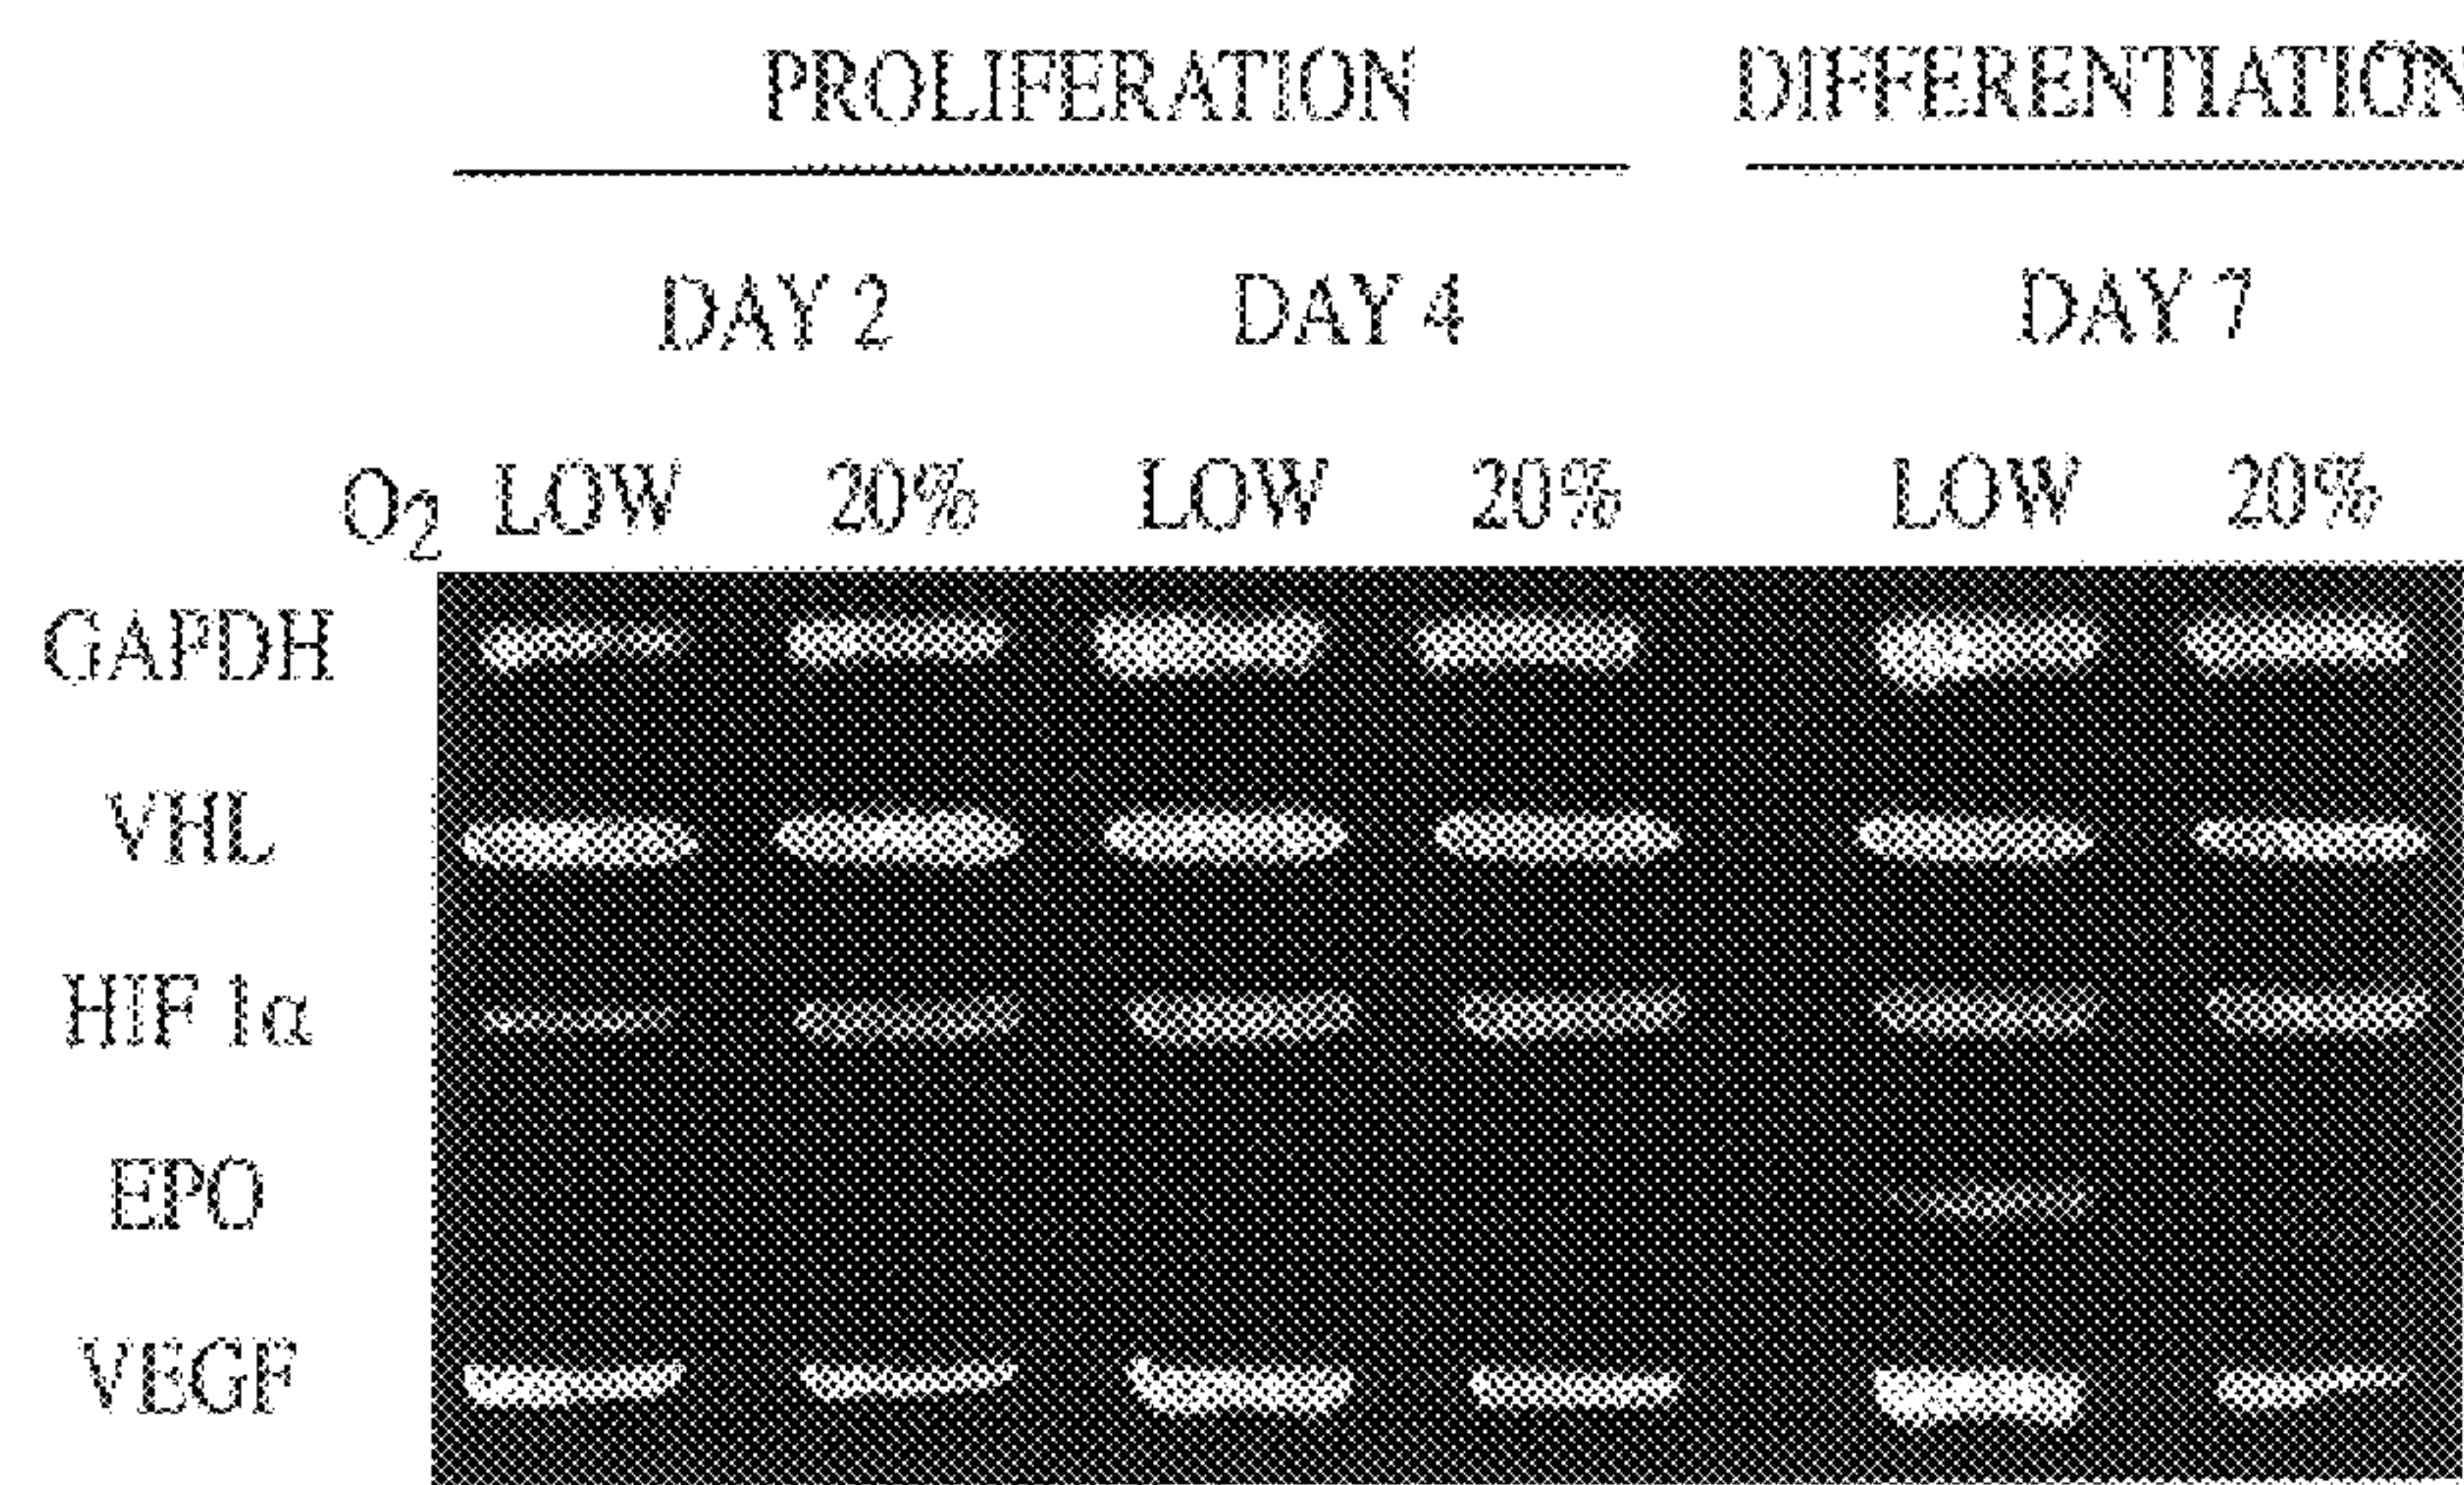 PROLIFERATION DIFFERENTIATION
DAY 2 DAY 4 DAY 7
O2 LOW 20% LOW 20% LOW 20%
GAPDH
VHL
HIF 1α
EPO
VEGF